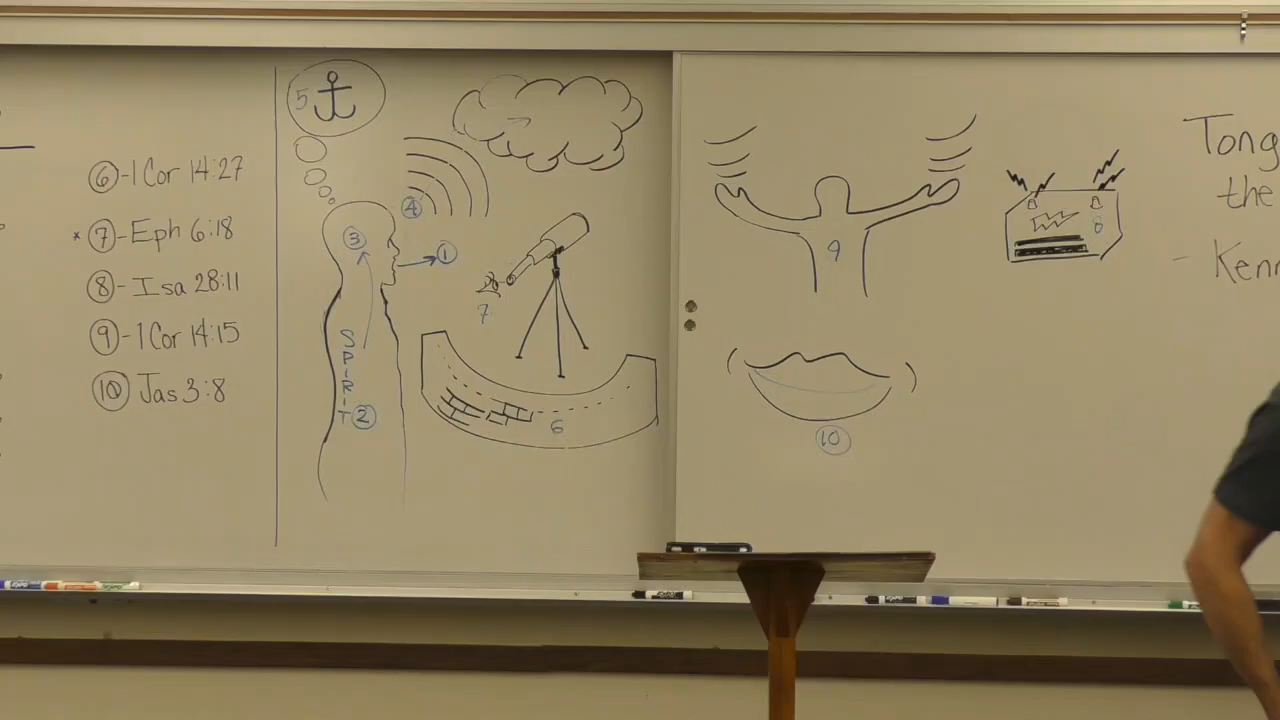 ⑥-1 Cor 14:27
* ⑦-Eph 6:18
⑧-Isa 28:11
⑨-1 Cor 14:15
⑩ Jas 3:8
5
④
③
①
SPIRIT ②
7
6
9
8
⑩
Tong
the
- Kenn